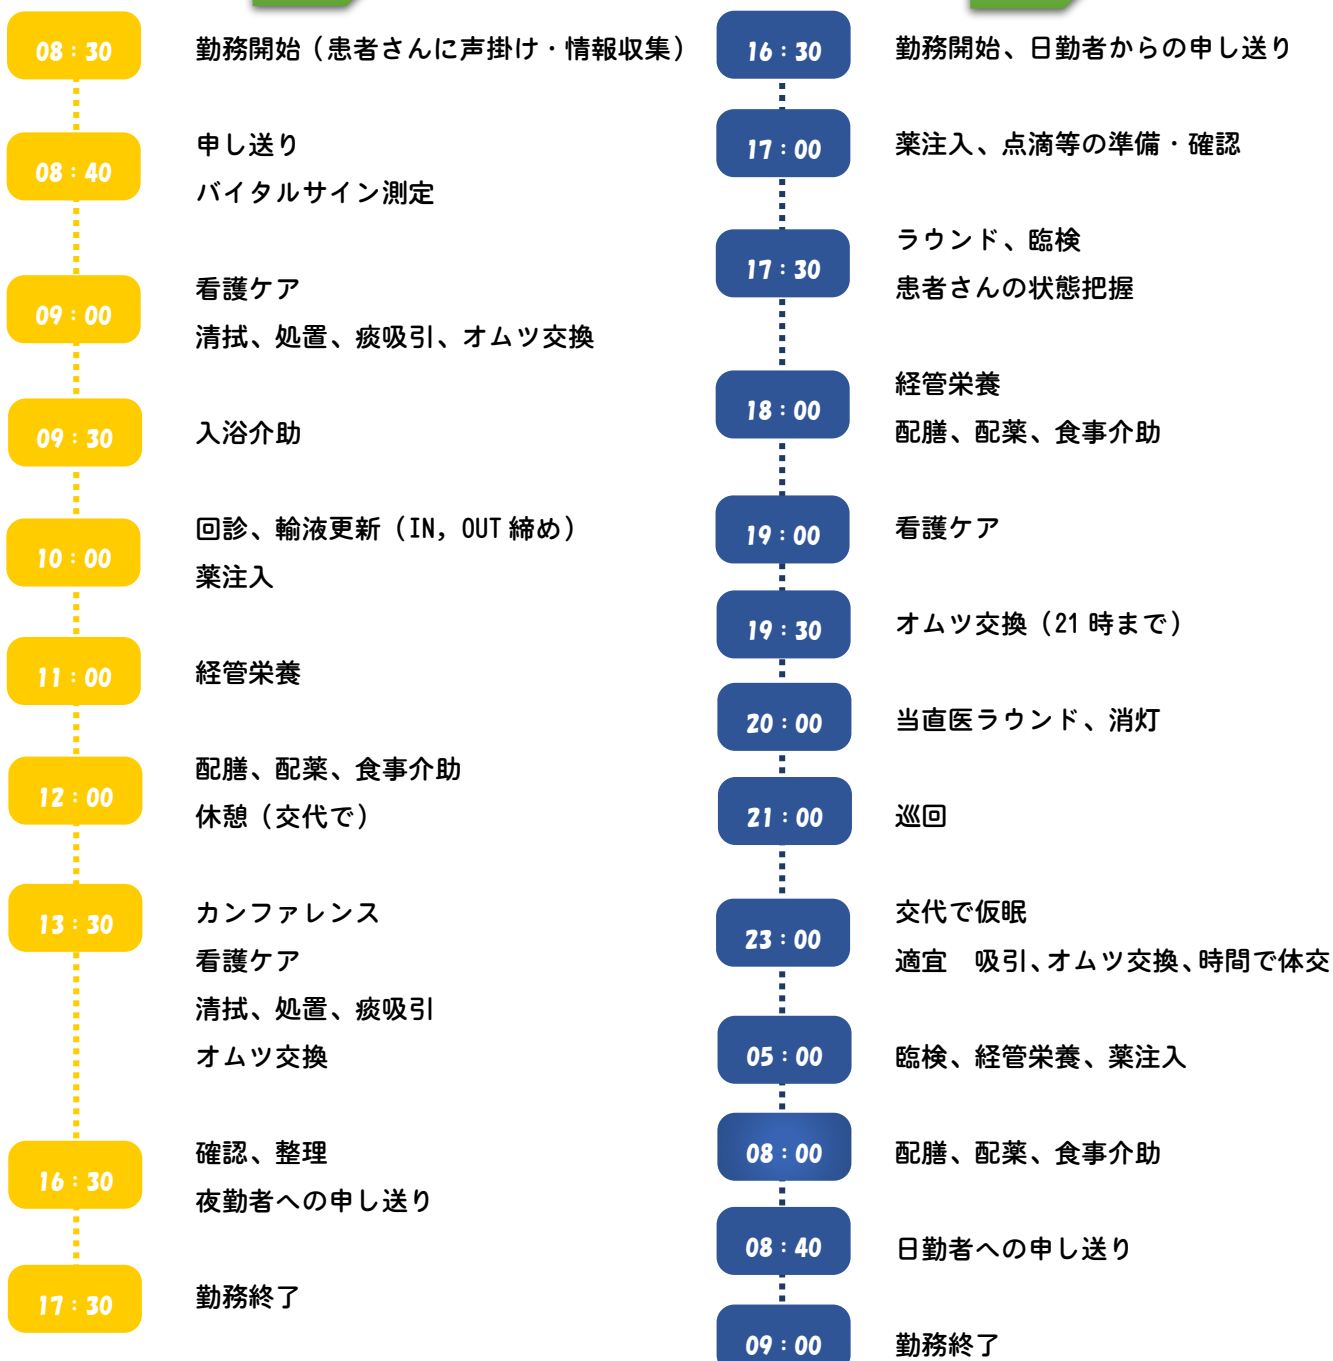 08：30
勤務開始（患者さんに声掛け・情報収集）
08：40
申し送り
バイタルサイン測定
09：00
看護ケア
清拭、処置、痰吸引、オムツ交換
09：30
入浴介助
10：00
回診、輸液更新（IN，OUT締め）
薬注入
11：00
経管栄養
12：00
配膳、配薬、食事介助
休憩（交代で）
13：30
カンファレンス
看護ケア
清拭、処置、痰吸引
オムツ交換
16：30
確認、整理
夜勤者への申し送り
17：30
勤務終了
16：30
勤務開始、日勤者からの申し送り
17：00
薬注入、点滴等の準備・確認
17：30
ラウンド、臨検
患者さんの状態把握
18：00
経管栄養
配膳、配薬、食事介助
19：00
看護ケア
19：30
オムツ交換（21時まで）
20：00
当直医ラウンド、消灯
21：00
巡回
23：00
交代で仮眠
適宜　吸引、オムツ交換、時間で体交
05：00
臨検、経管栄養、薬注入
08：00
配膳、配薬、食事介助
08：40
日勤者への申し送り
09：00
勤務終了